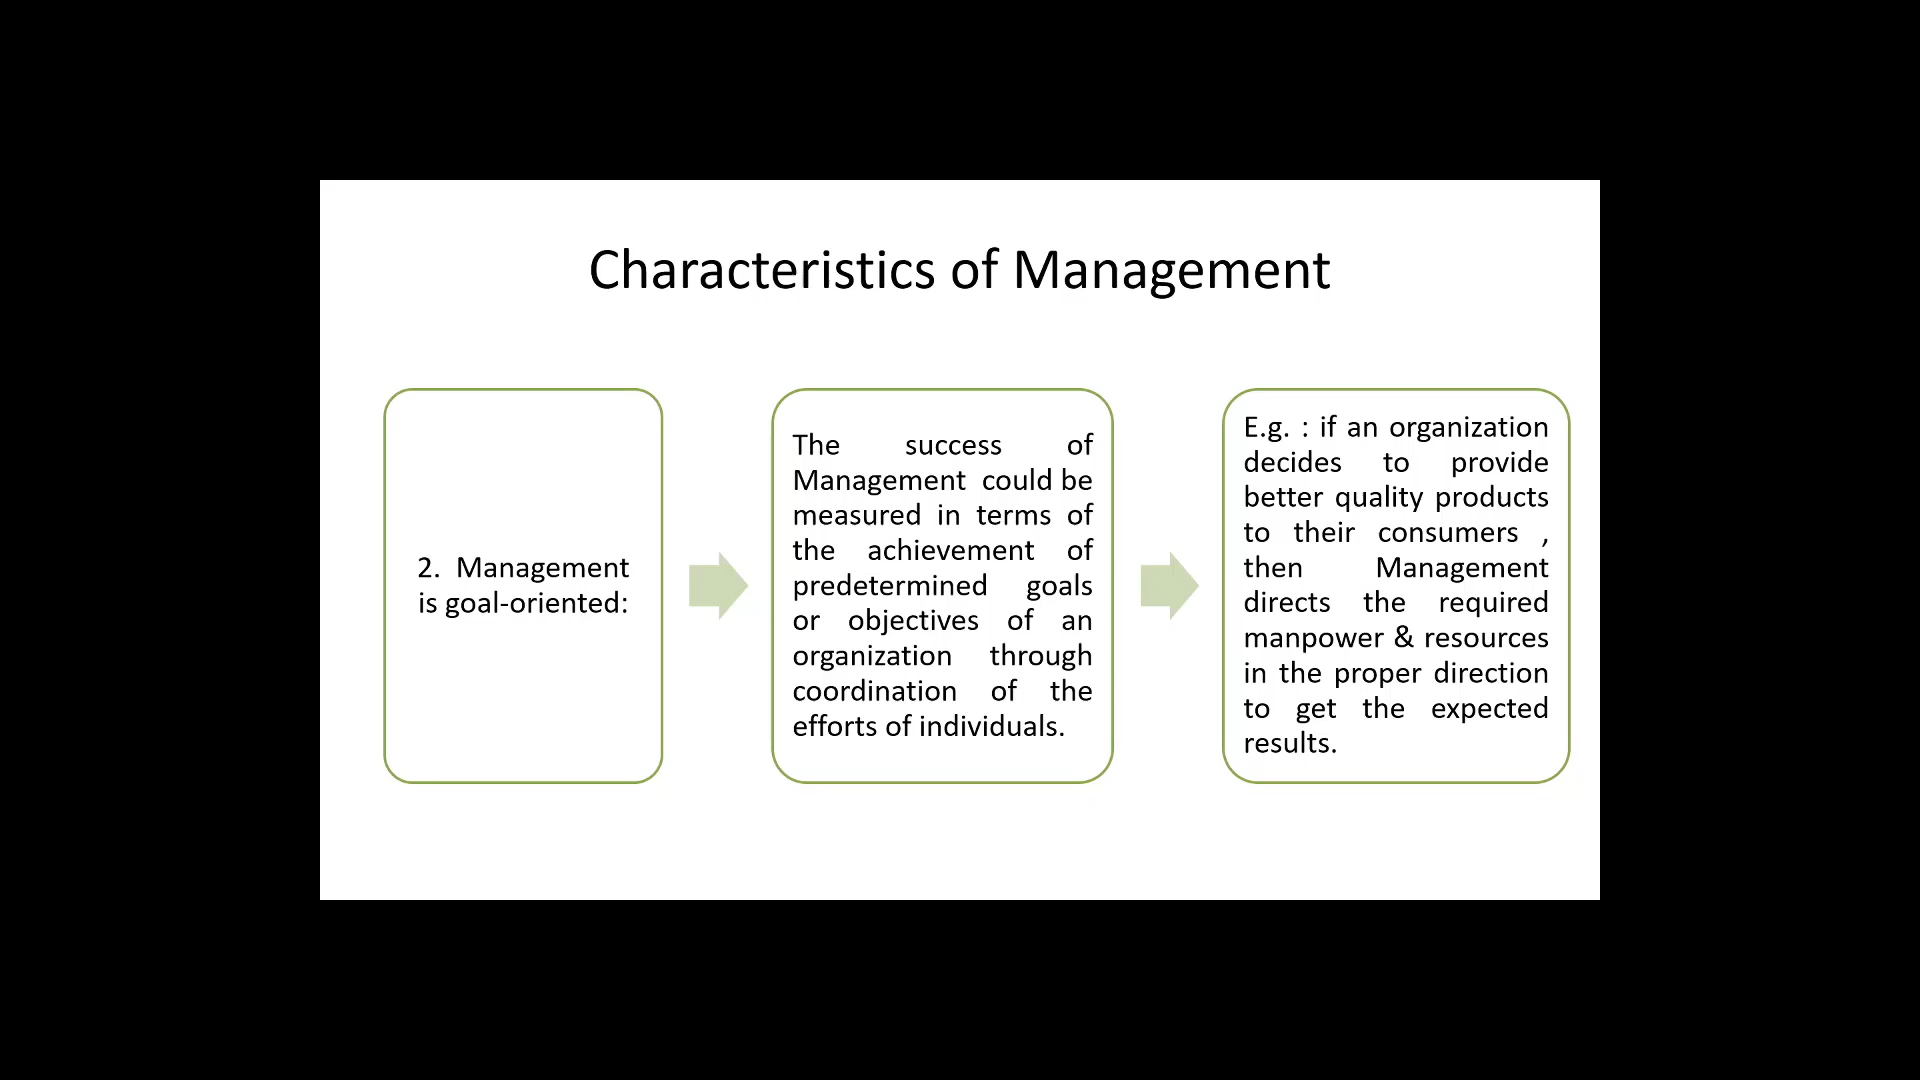 Characteristics of Management
2. Management
is goal-oriented:
The success of
Management could be
measured in terms of
the achievement of
predetermined goals
or objectives of an
organization through
coordination of the
efforts of individuals.
E.g. : if an organization
decides to provide
better quality products
to their consumers ,
then Management
directs the required
manpower & resources
in the proper direction
to get the expected
results.